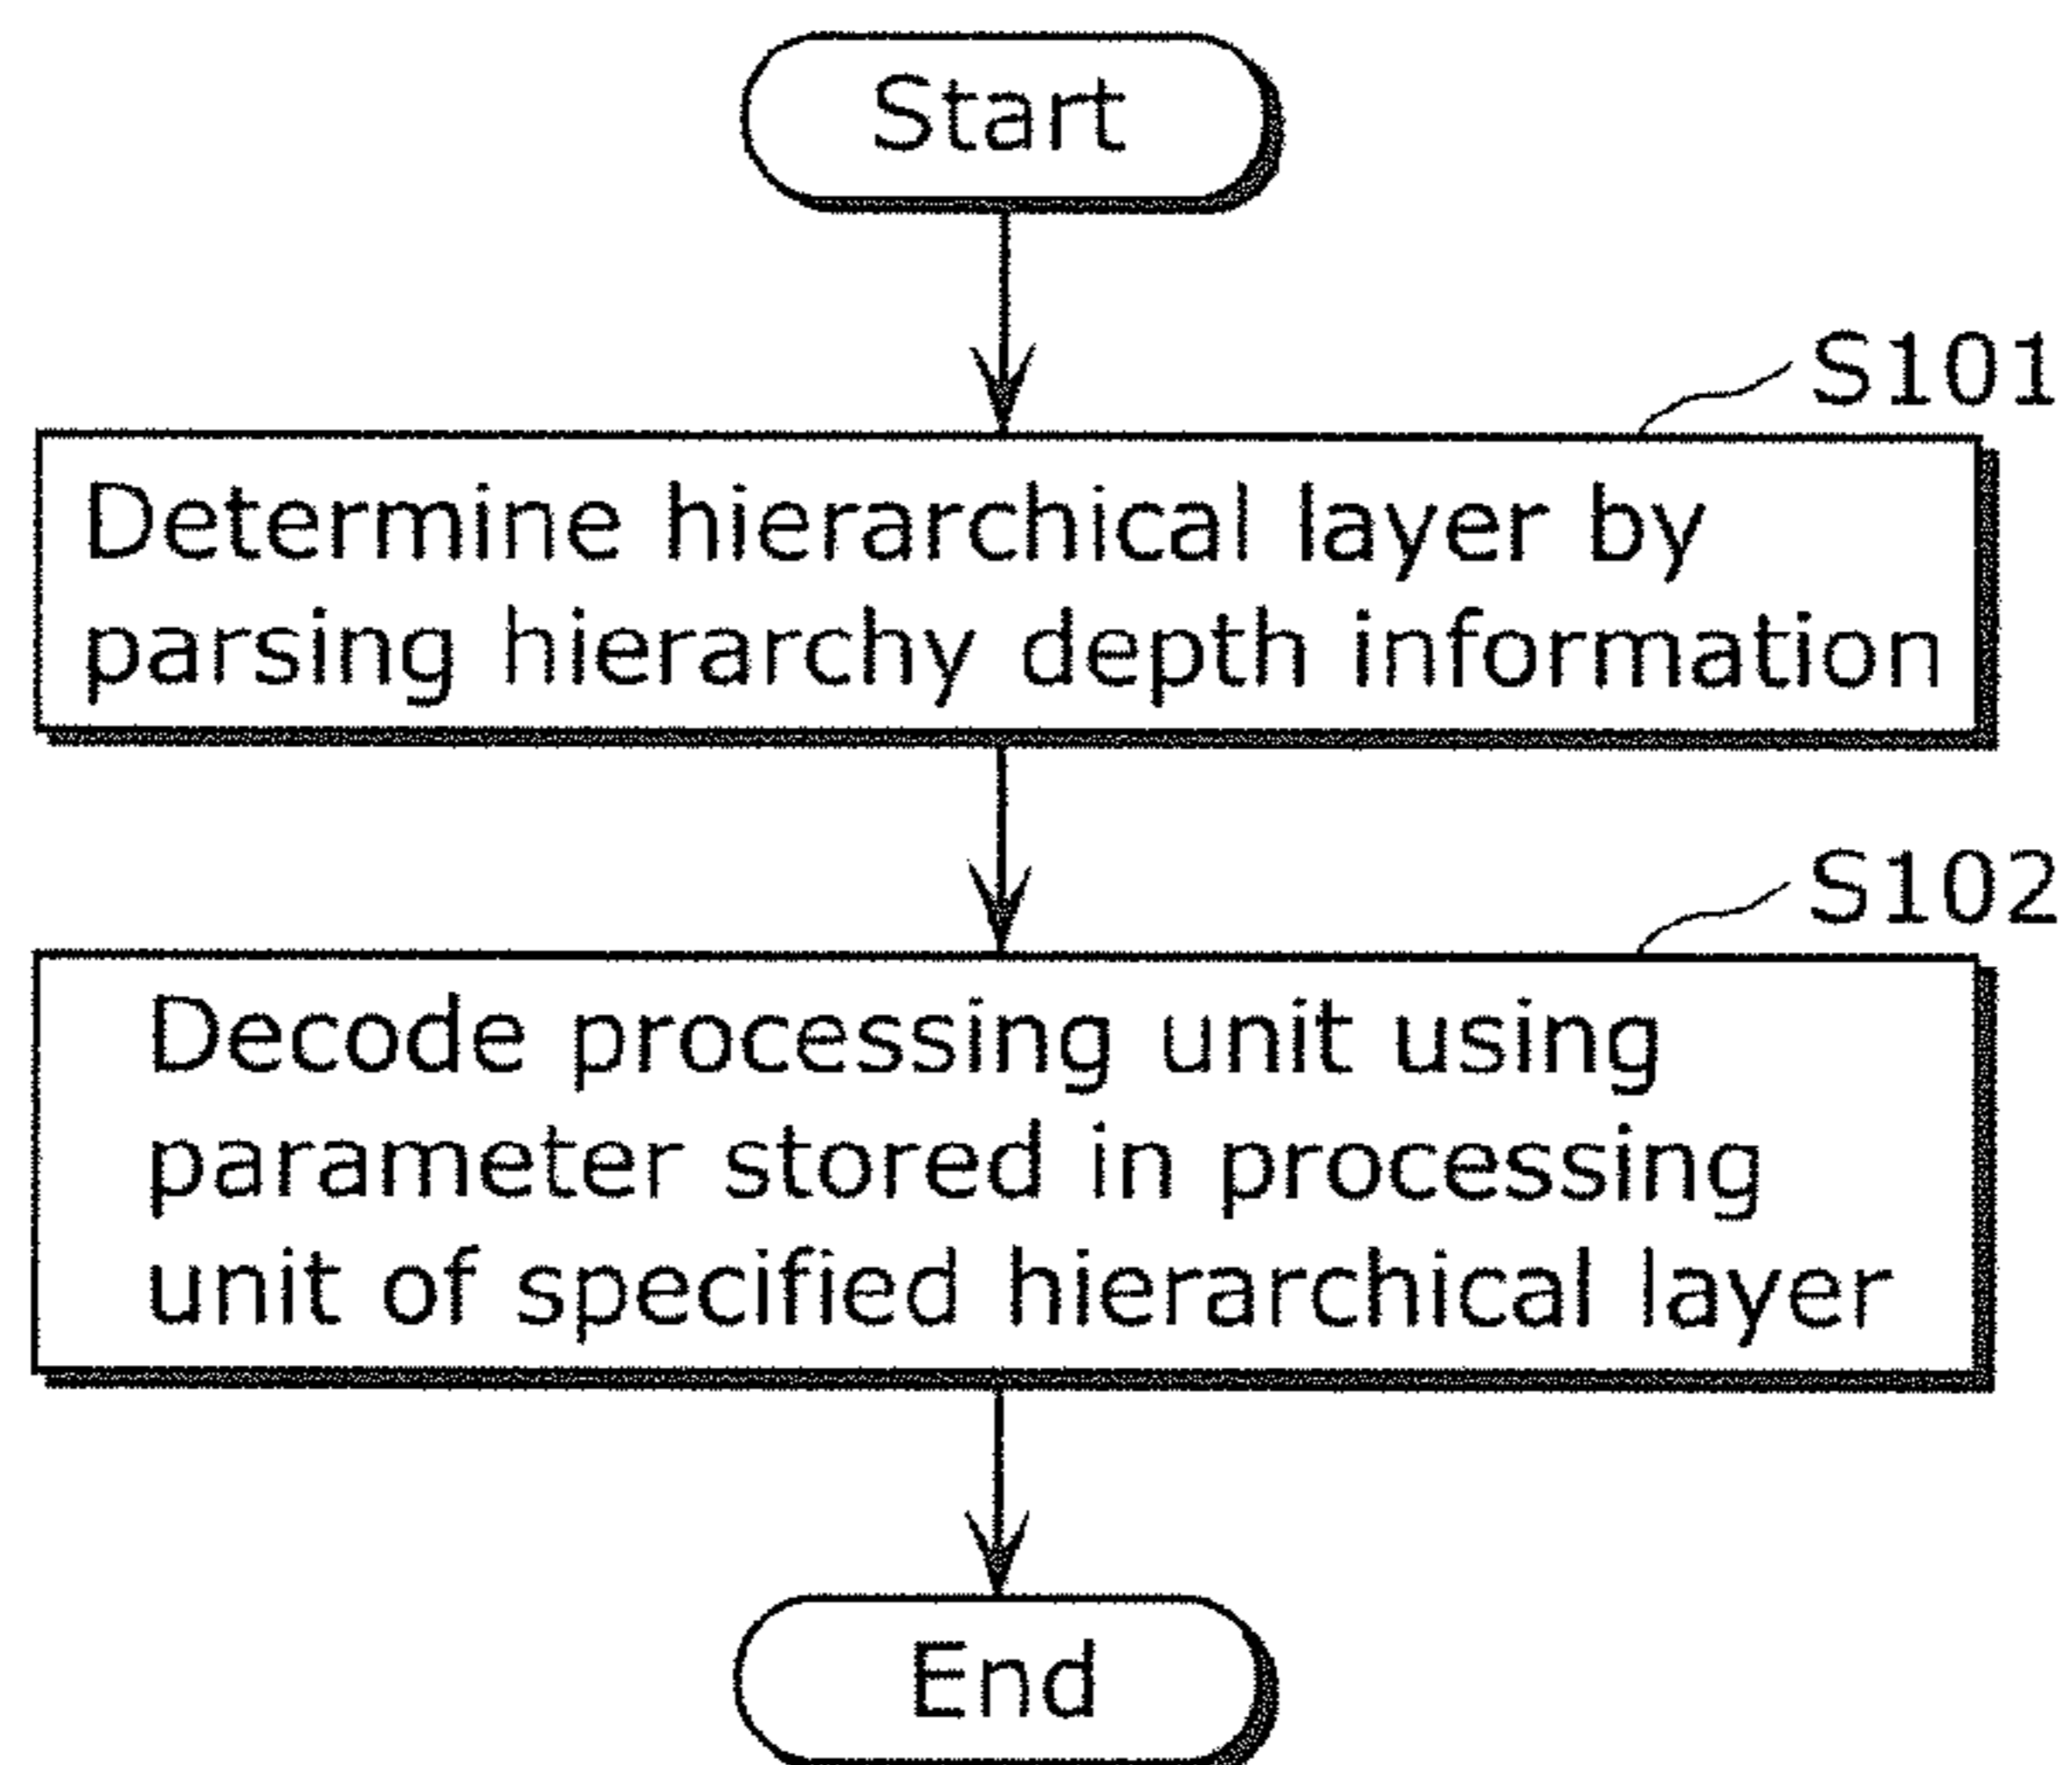 Start
S101
Determine hierarchical layer by
parsing hierarchy depth information
S102
Decode processing unit using
parameter stored in processing
unit of specified hierarchical layer
End